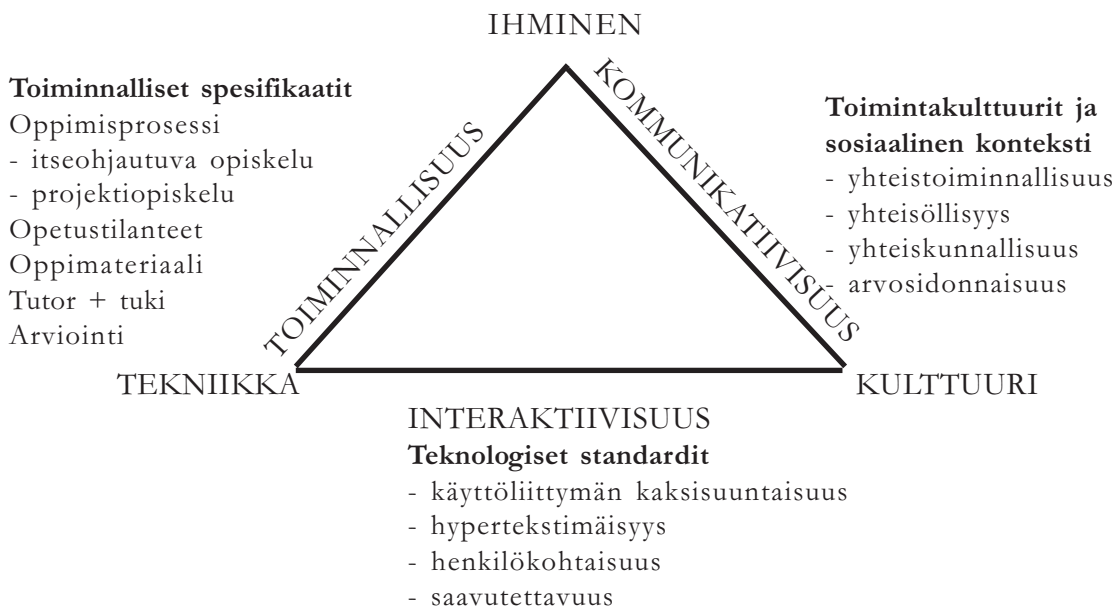 IHMINEN
Toiminnalliset spesifikaatit
Oppimisprosessi
- itseohjautuva opiskelu
- projektiopiskelu
Opetustilanteet
Oppimateriaali
Tutor + tuki
Arviointi
TOIMINNALLISUUS
KOMMUNIKATIIVISUUS
Toimintakulttuurit ja
sosiaalinen konteksti
- yhteistoiminnallisuus
- yhteisöllisyys
- yhteiskunnallisuus
- arvosidonnaisuus
TEKNIIKKA
KULTTUURI
INTERAKTIIVISUUS
Teknologiset standardit
- käyttöliittymän kaksisuuntaisuus
- hypertekstimäisyys
- henkilökohtaisuus
- saavutettavuus